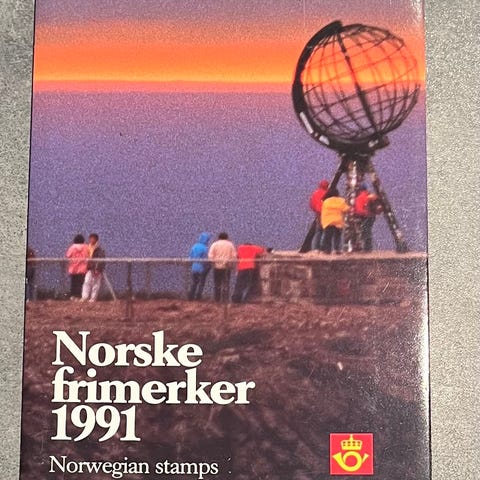 Norske
frimerker
1991
Norwegian stamps